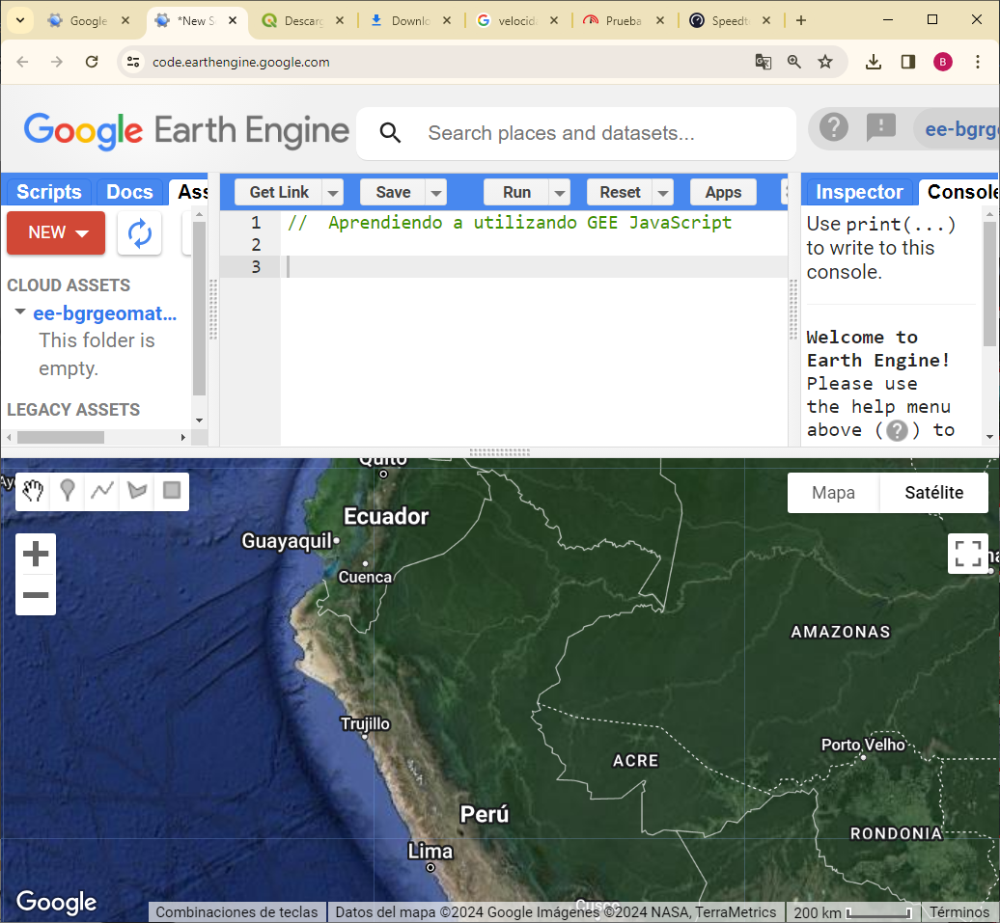 Google
*New S
Descarg
Downlo
velocida
Prueba
Speedte
code.earthengine.google.com
B
Google Earth Engine
Search places and datasets...
ee-bgrg
Scripts
Docs
Ass
Get Link
Save
Run
Reset
Apps
Inspector
Console
NEW
1 // Aprendiendo a utilizando GEE JavaScript
2
3
Use print(...)
to write to this
console.
CLOUD ASSETS
ee-bgrgeomat...
This folder is
empty.
LEGACY ASSETS
Welcome to
Earth Engine!
Please use
the help menu
above (?) to
Quito
Mapa
Satélite
Ecuador
Guayaquil
Cuenca
AMAZONAS
Trujillo
Porto Velho
ACRE
Perú
RONDONIA
Lima
Cusco
Google
Combinaciones de teclas
Datos del mapa ©2024 Google Imágenes ©2024 NASA, TerraMetrics
200 km
Términos